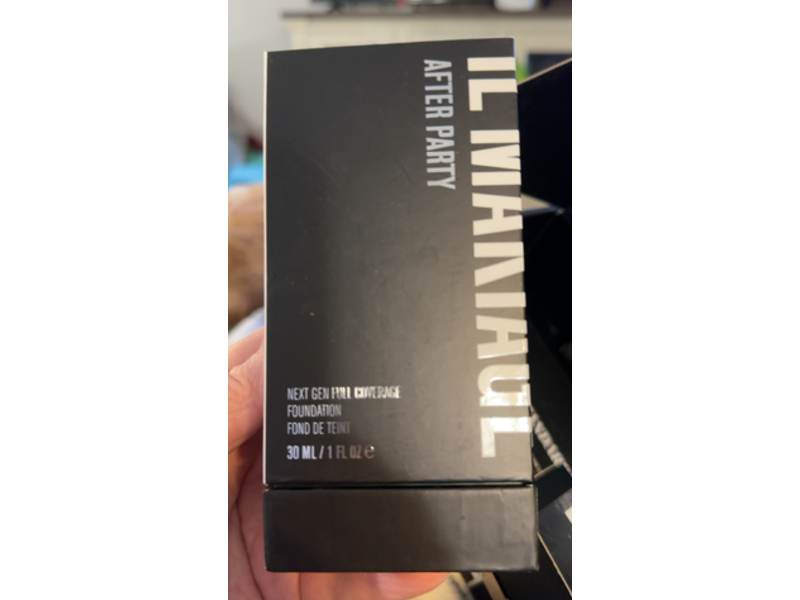 IL MAKIAGE
AFTER PARTY
NEXT GEN FULL COVERAGE
FOUNDATION
FOND DE TEINT
30 ML / 1 FL OZ ℮